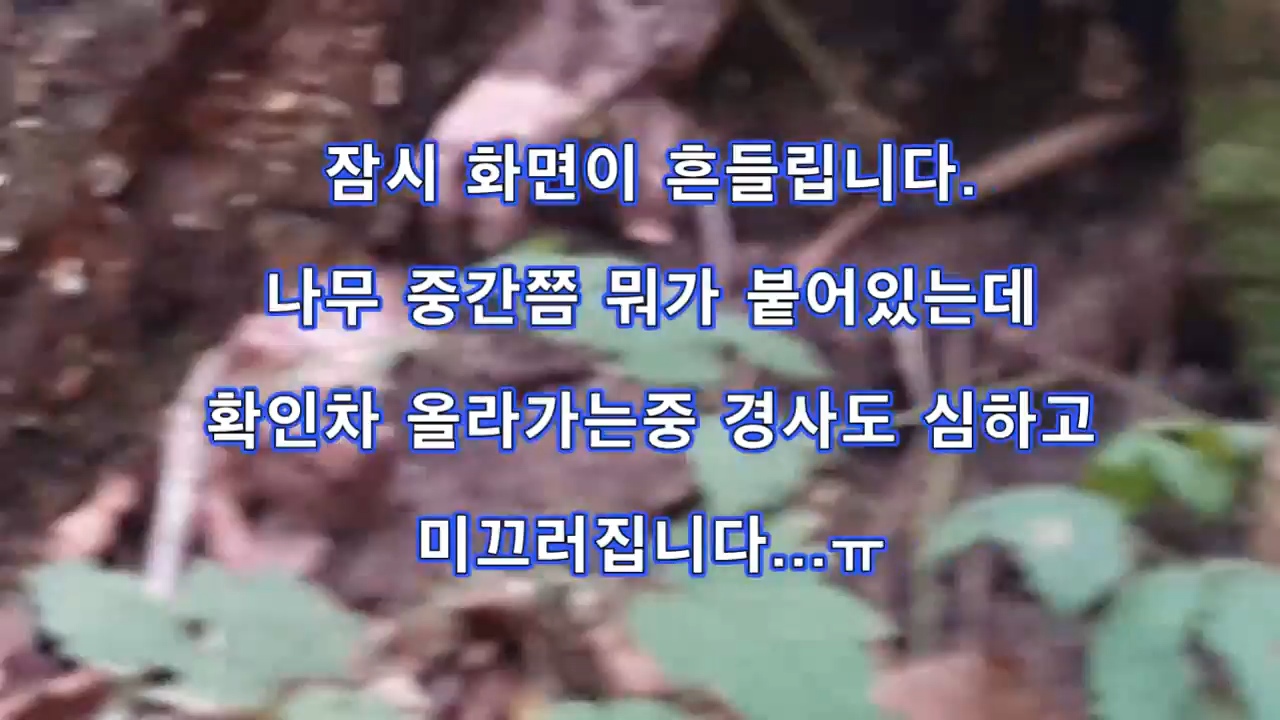 잠시 화면이 흔들립니다.
나무 중간쯤 뭐가 붙어있는데
확인차 올라가는중 경사도 심하고
미끄러집니다...ㅠ